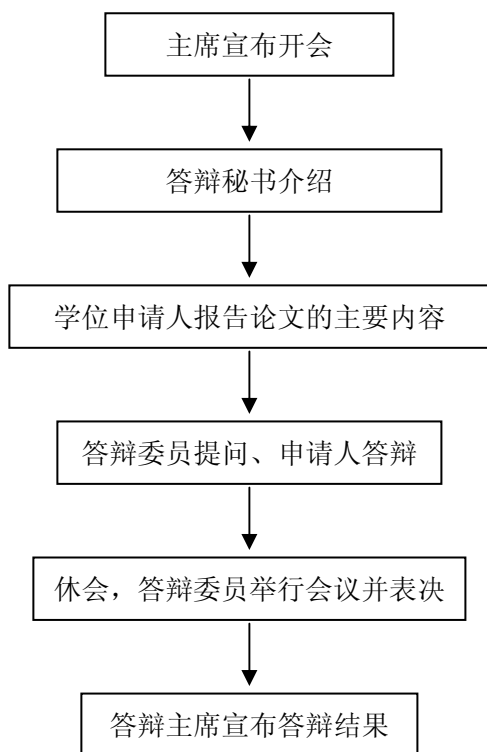 主席宣布开会
答辩秘书介绍
学位申请人报告论文的主要内容
答辩委员提问、申请人答辩
休会，答辩委员举行会议并表决
答辩主席宣布答辩结果